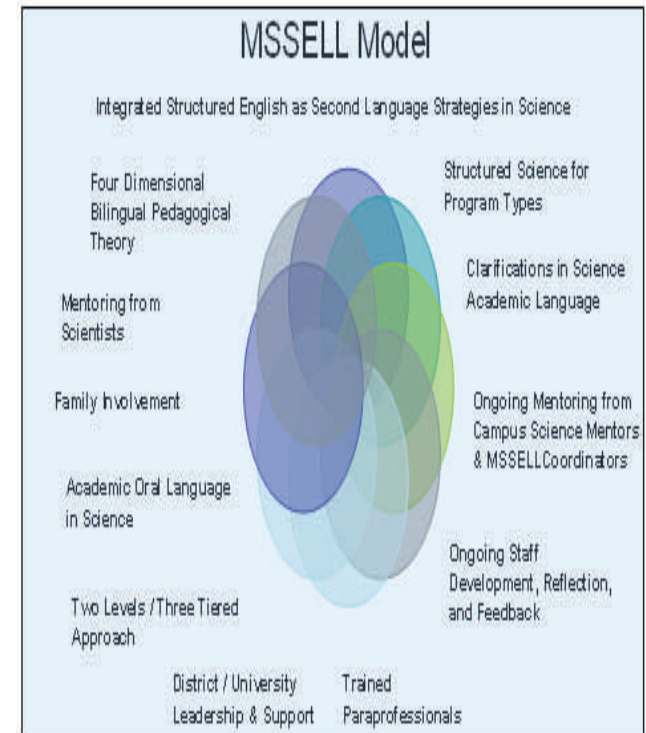 MSSELL Model
Integrated Structured English as Second Language Strategies in Science
Four Dimensional
Bilingual Pedagogical
Theory
Structured Science for
Program Types
Clarifications in Science
Academic Language
Mentoring from
Scientists
Family Involvement
Ongoing Mentoring from
Campus Science Mentors
& MSSELLCoordinators
Academic Oral Language
in Science
Ongoing Staff
Development, Reflection,
and Feedback
Two Levels /Three Tiered
Approach
District / University
Leadership & Support
Trained
Paraprofessionals